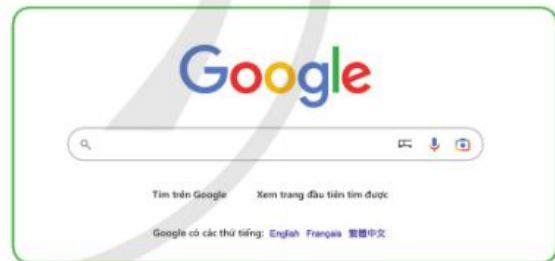 Google
Tìm trên Google Xem trang đầu tiên tìm được
Google có các thứ tiếng: English Français 繁體中文